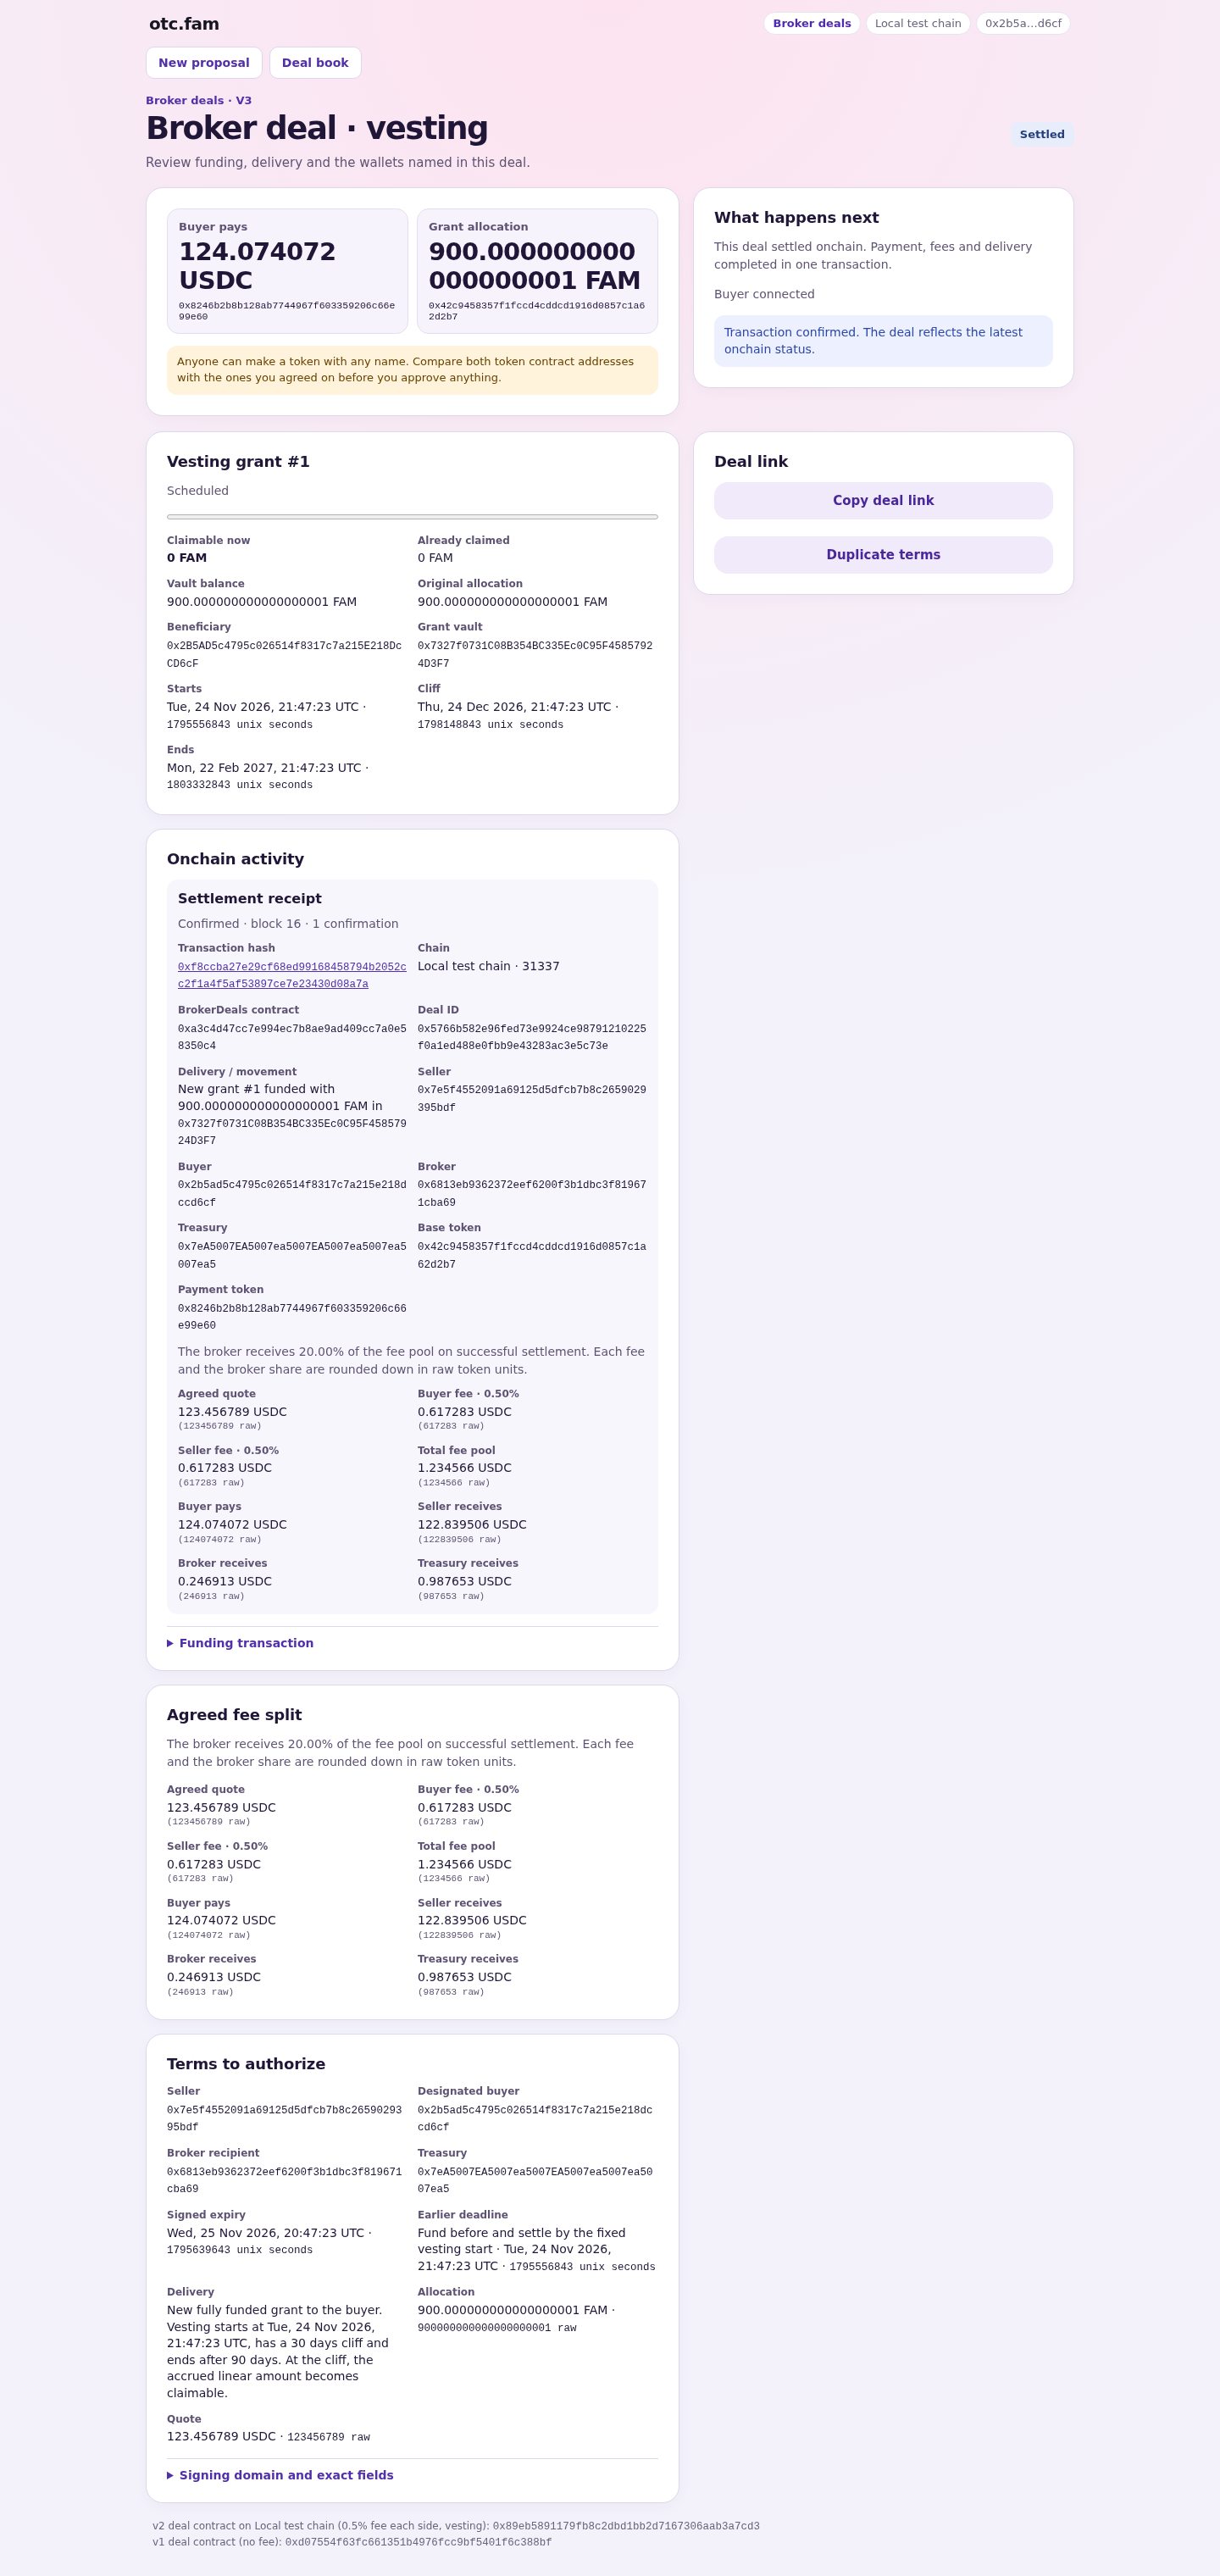 otc.fam
Broker deals
Local test chain
0x2b5a…d6cf
New proposal
Deal book
Broker deals · V3
Broker deal · vesting
Settled
Review funding, delivery and the wallets named in this deal.
Buyer pays
124.074072
USDC
0x8246b2b8b128ab7744967f603359206c66e
99e60
Grant allocation
900.000000000
000000001 FAM
0x42c9458357f1fccd4cddcd1916d0857c1a6
2d2b7
Anyone can make a token with any name. Compare both token contract addresses
with the ones you agreed on before you approve anything.
What happens next
This deal settled onchain. Payment, fees and delivery
completed in one transaction.
Buyer connected
Transaction confirmed. The deal reflects the latest
onchain status.
Vesting grant #1
Scheduled
Claimable now
0 FAM
Already claimed
0 FAM
Vault balance
900.000000000000000001 FAM
Original allocation
900.000000000000000001 FAM
Beneficiary
0x2B5AD5c4795c026514f8317c7a215E218Dc
CD6cF
Grant vault
0x7327f0731C08B354BC335Ec0C95F4585792
4D3F7
Starts
Tue, 24 Nov 2026, 21:47:23 UTC ·
1795556843 unix seconds
Cliff
Thu, 24 Dec 2026, 21:47:23 UTC ·
1798148843 unix seconds
Ends
Mon, 22 Feb 2027, 21:47:23 UTC ·
1803332843 unix seconds
Deal link
Copy deal link
Duplicate terms
Onchain activity
Settlement receipt
Confirmed · block 16 · 1 confirmation
Transaction hash
0xf8ccba27e29cf68ed99168458794b2052c
c2f1a4f5af53897ce7e23430d08a7a
Chain
Local test chain · 31337
BrokerDeals contract
0xa3c4d47cc7e994ec7b8ae9ad409cc7a0e5
8350c4
Deal ID
0x5766b582e96fed73e9924ce98791210225
f0a1ed488e0fbb9e43283ac3e5c73e
Delivery / movement
New grant #1 funded with
900.000000000000000001 FAM in
0x7327f0731C08B354BC335Ec0C95F458579
24D3F7
Seller
0x7e5f4552091a69125d5dfcb7b8c2659029
395bdf
Buyer
0x2b5ad5c4795c026514f8317c7a215e218d
ccd6cf
Broker
0x6813eb9362372eef6200f3b1dbc3f81967
1cba69
Treasury
0x7eA5007EA5007ea5007EA5007ea5007ea5
007ea5
Base token
0x42c9458357f1fccd4cddcd1916d0857c1a
62d2b7
Payment token
0x8246b2b8b128ab7744967f603359206c66
e99e60
The broker receives 20.00% of the fee pool on successful settlement. Each fee
and the broker share are rounded down in raw token units.
Agreed quote
123.456789 USDC
(123456789 raw)
Buyer fee · 0.50%
0.617283 USDC
(617283 raw)
Seller fee · 0.50%
0.617283 USDC
(617283 raw)
Total fee pool
1.234566 USDC
(1234566 raw)
Buyer pays
124.074072 USDC
(124074072 raw)
Seller receives
122.839506 USDC
(122839506 raw)
Broker receives
0.246913 USDC
(246913 raw)
Treasury receives
0.987653 USDC
(987653 raw)
Funding transaction
Agreed fee split
The broker receives 20.00% of the fee pool on successful settlement. Each fee
and the broker share are rounded down in raw token units.
Agreed quote
123.456789 USDC
(123456789 raw)
Buyer fee · 0.50%
0.617283 USDC
(617283 raw)
Seller fee · 0.50%
0.617283 USDC
(617283 raw)
Total fee pool
1.234566 USDC
(1234566 raw)
Buyer pays
124.074072 USDC
(124074072 raw)
Seller receives
122.839506 USDC
(122839506 raw)
Broker receives
0.246913 USDC
(246913 raw)
Treasury receives
0.987653 USDC
(987653 raw)
Terms to authorize
Seller
0x7e5f4552091a69125d5dfcb7b8c26590293
95bdf
Designated buyer
0x2b5ad5c4795c026514f8317c7a215e218dc
cd6cf
Broker recipient
0x6813eb9362372eef6200f3b1dbc3f819671
cba69
Treasury
0x7eA5007EA5007ea5007EA5007ea5007ea50
07ea5
Signed expiry
Wed, 25 Nov 2026, 20:47:23 UTC ·
1795639643 unix seconds
Earlier deadline
Fund before and settle by the fixed
vesting start · Tue, 24 Nov 2026,
21:47:23 UTC · 1795556843 unix seconds
Delivery
New fully funded grant to the buyer.
Vesting starts at Tue, 24 Nov 2026,
21:47:23 UTC, has a 30 days cliff and
ends after 90 days. At the cliff, the
accrued linear amount becomes
claimable.
Allocation
900.000000000000000001 FAM ·
900000000000000000001 raw
Quote
123.456789 USDC · 123456789 raw
Signing domain and exact fields
v2 deal contract on Local test chain (0.5% fee each side, vesting): 0x89eb5891179fb8c2dbd1bb2d7167306aab3a7cd3
v1 deal contract (no fee): 0xd07554f63fc661351b4976fcc9bf5401f6c388bf